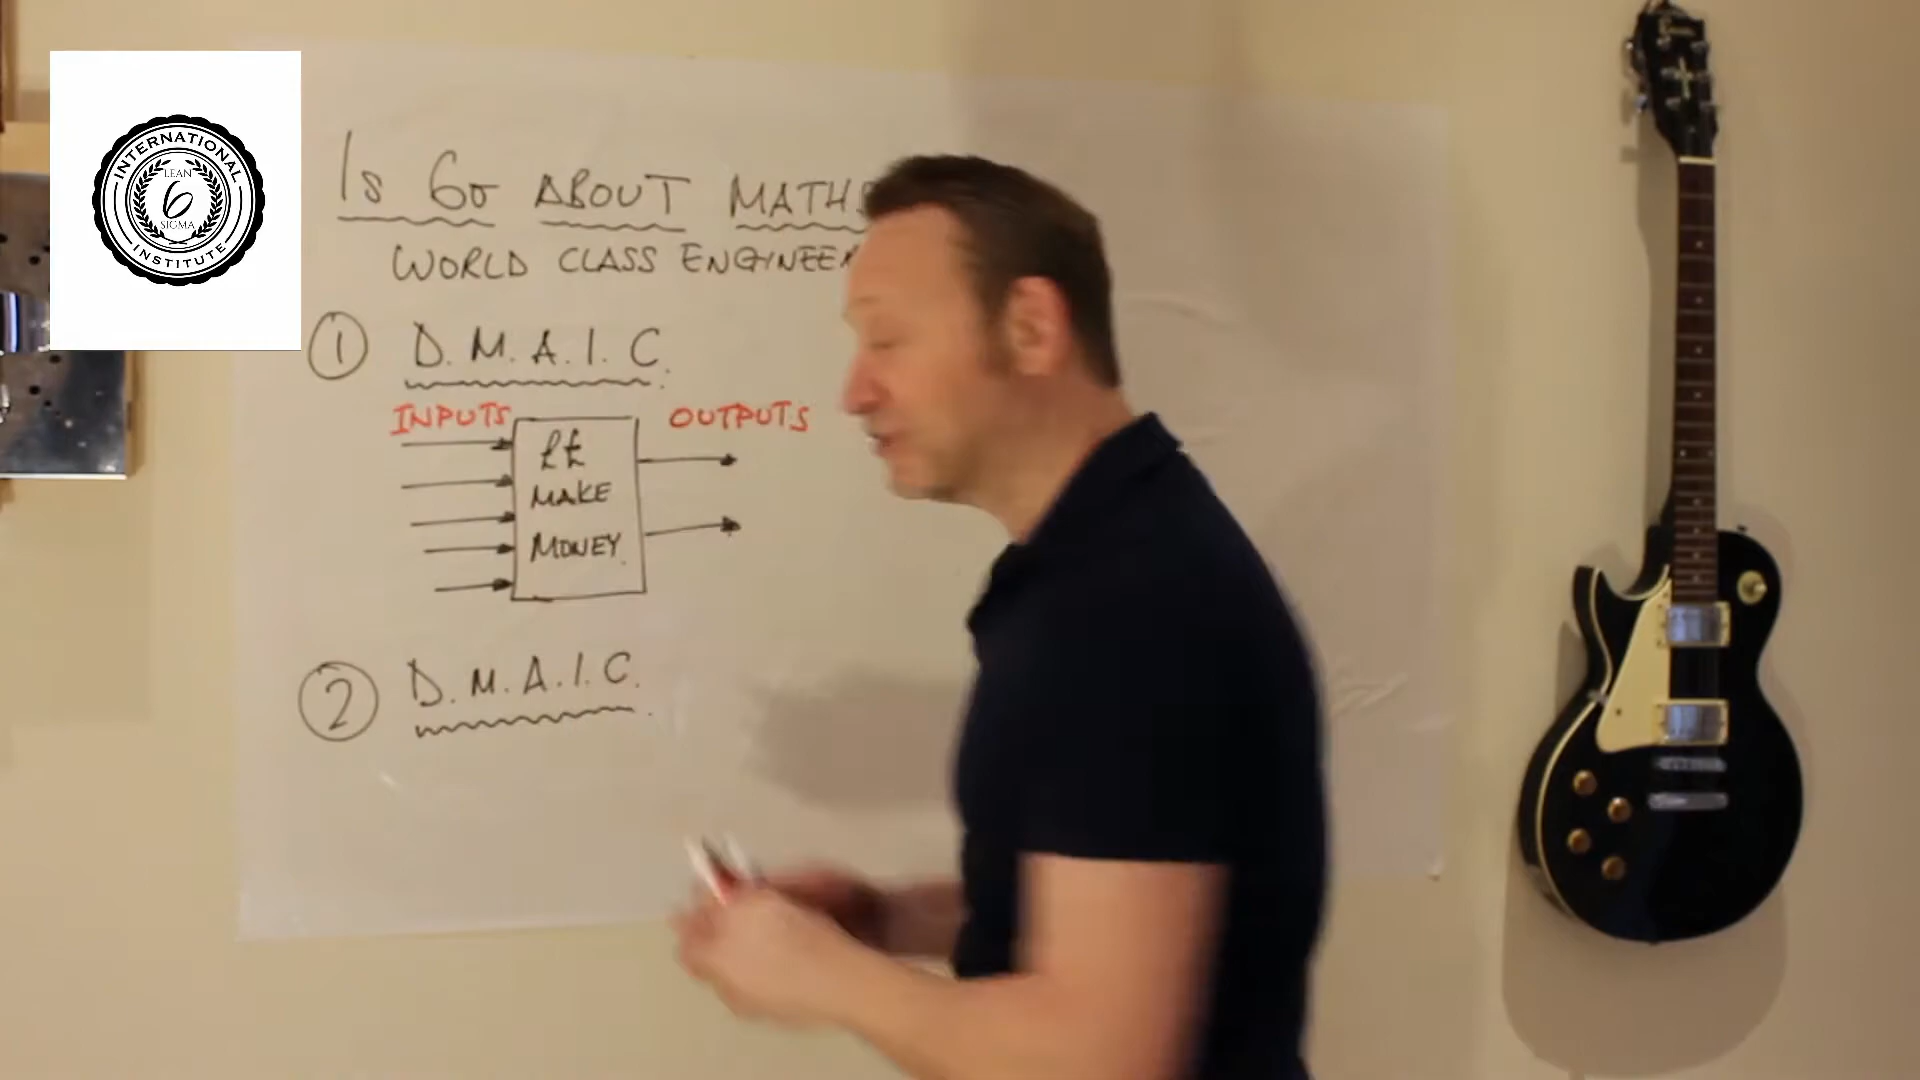 INTERNATIONAL
LEAN
6
SIGMA
INSTITUTE
Is 6σ ABOUT MATHS
WORLD CLASS ENGINEER
1 D.M.A.I.C.
INPUTS
OUTPUTS
££
MAKE
MONEY.
2 D.M.A.I.C.